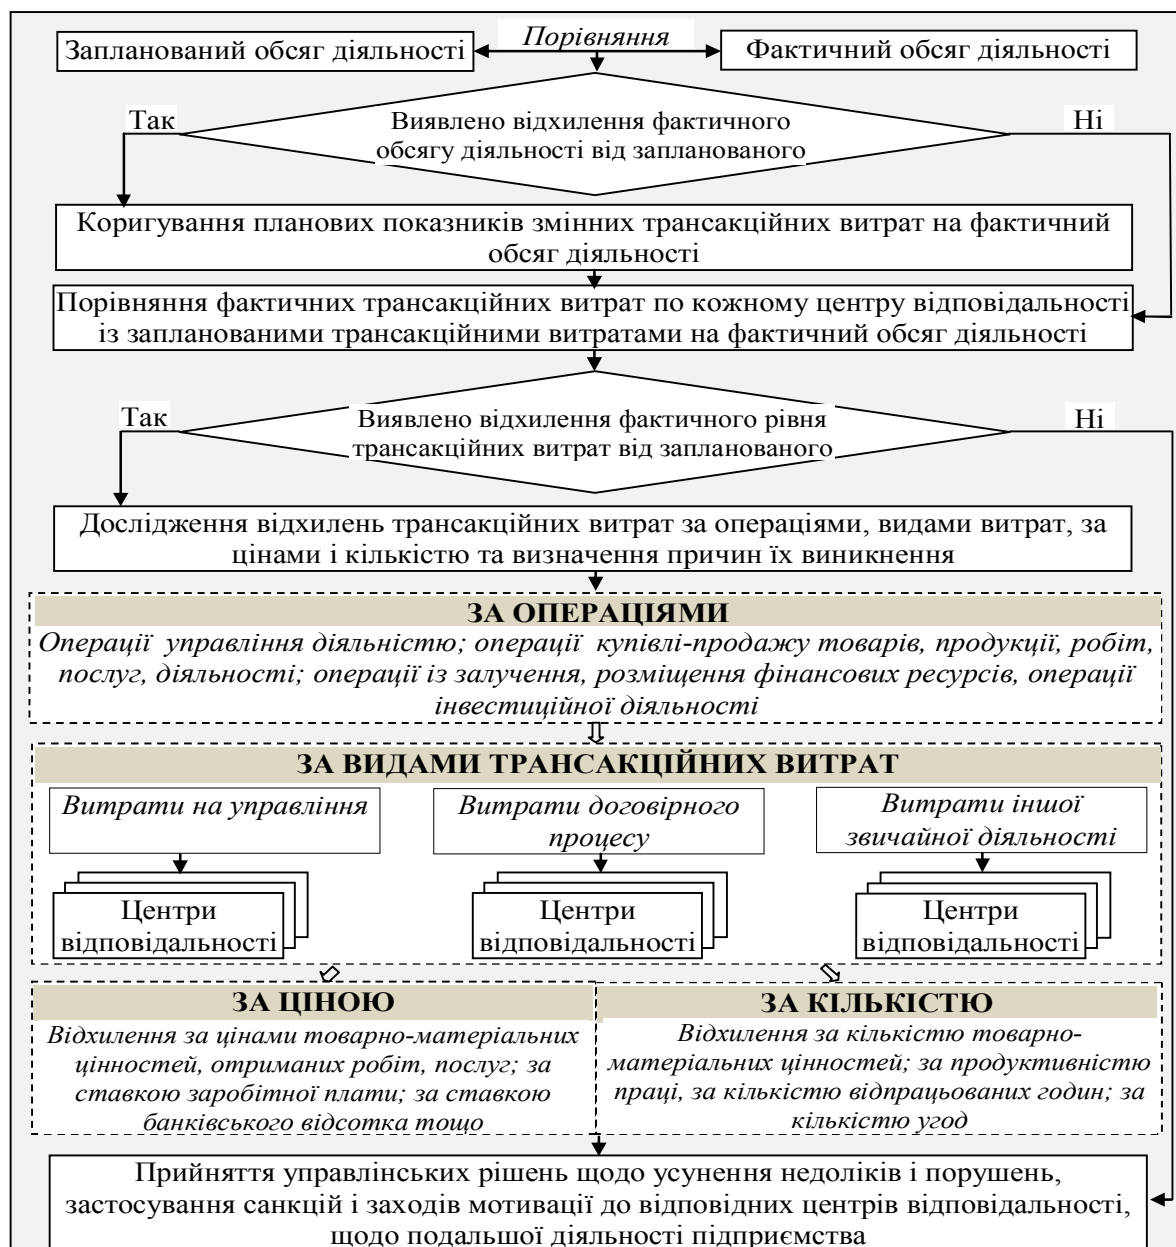 Порівняння
Запланований обсяг діяльності
Фактичний обсяг діяльності
Так
Ні
Виявлено відхилення фактичного
обсягу діяльності від запланованого
Коригування планових показників змінних трансакційних витрат на фактичний
обсяг діяльності
Порівняння фактичних трансакційних витрат по кожному центру відповідальності
із запланованими трансакційними витратами на фактичний обсяг діяльності
Так
Ні
Виявлено відхилення фактичного рівня
трансакційних витрат від запланованого
Дослідження відхилень трансакційних витрат за операціями, видами витрат, за
цінами і кількістю та визначення причин їх виникнення
ЗА ОПЕРАЦІЯМИ
Операції управління діяльністю; операції купівлі-продажу товарів, продукції, робіт,
послуг, діяльності; операції із залучення, розміщення фінансових ресурсів, операції
інвестиційної діяльності
ЗА ВИДАМИ ТРАНСАКЦІЙНИХ ВИТРАТ
Витрати на управління
Витрати договірного
процесу
Витрати іншої
звичайної діяльності
Центри
відповідальності
Центри
відповідальності
Центри
відповідальності
ЗА ЦІНОЮ
Відхилення за цінами товарно-матеріальних
цінностей, отриманих робіт, послуг; за
ставкою заробітної плати; за ставкою
банківського відсотка тощо
ЗА КІЛЬКІСТЮ
Відхилення за кількістю товарно-
матеріальних цінностей; за продуктивністю
праці, за кількістю відпрацьованих годин; за
кількістю угод
Прийняття управлінських рішень щодо усунення недоліків і порушень,
застосування санкцій і заходів мотивації до відповідних центрів відповідальності,
щодо подальшої діяльності підприємства